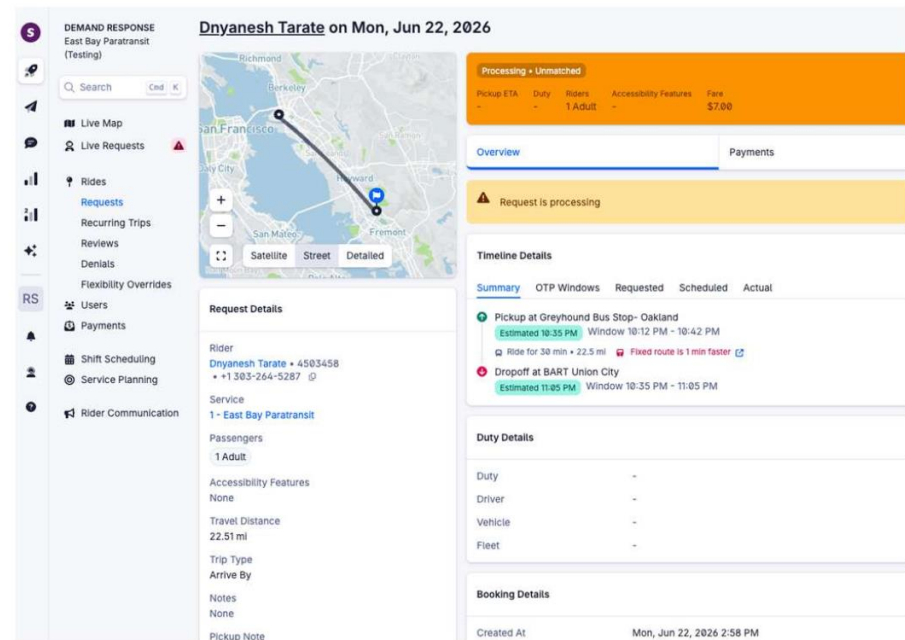 S
DEMAND RESPONSE
East Bay Paratransit
(Testing)
Search Cmd K
Live Map
Live Requests
Rides
Requests
Recurring Trips
Reviews
Denials
Flexibility Overrides
RS
Users
Payments
Shift Scheduling
Service Planning
Rider Communication
Dnyanesh Tarate on Mon, Jun 22, 2026
Richmond
Berkeley
San Francisco
Daly City
Hayward
San Mateo
Fremont
+
−
Satellite Street Detailed
Request Details
Rider
Dnyanesh Tarate • 4503458
• +1 303-264-5287
Service
1 - East Bay Paratransit
Passengers
1 Adult
Accessibility Features
None
Travel Distance
22.51 mi
Trip Type
Arrive By
Notes
None
Pickup Note
Processing • Unmatched
Pickup ETA Duty Riders Accessibility Features Fare
- - 1 Adult - $7.00
Overview Payments
Request is processing
Timeline Details
Summary OTP Windows Requested Scheduled Actual
Pickup at Greyhound Bus Stop- Oakland
Estimated 10:35 PM Window 10:12 PM - 10:42 PM
Ride for 30 min • 22.5 mi Fixed route is 1 min faster
Dropoff at BART Union City
Estimated 11:05 PM Window 10:35 PM - 11:05 PM
Duty Details
Duty -
Driver -
Vehicle -
Fleet -
Booking Details
Created At Mon, Jun 22, 2026 2:58 PM